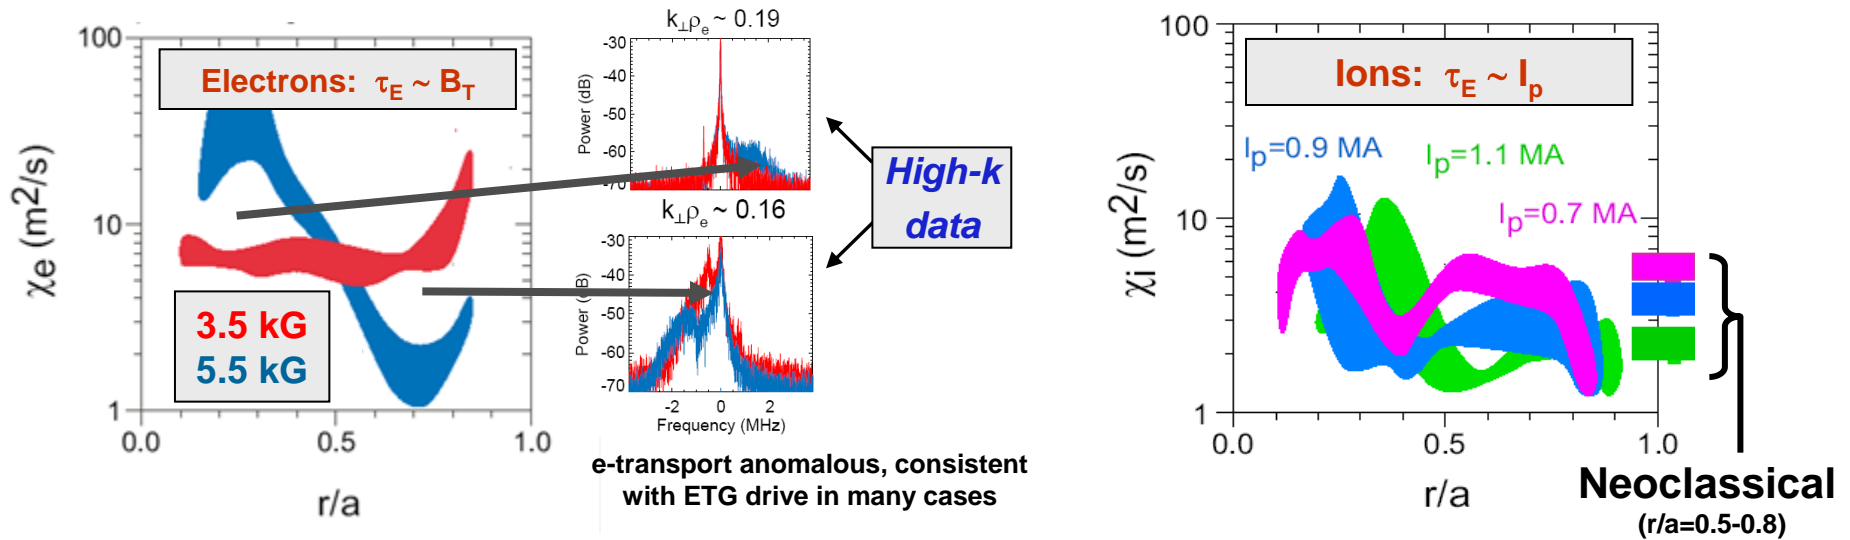 100
10
1
χe (m2/s)
Electrons: τE ~ BT
3.5 kG
5.5 kG
0.0
0.5
1.0
r/a
k⊥ρe ~ 0.19
-30
-40
-50
-60
-70
Power (dB)
k⊥ρe ~ 0.16
-30
-40
-50
-60
-70
Power (dB)
-2
0
2
Frequency (MHz)
High-k
data
e-transport anomalous, consistent
with ETG drive in many cases
100
10
1
χi (m2/s)
Ions: τE ~ Ip
Ip=0.9 MA
Ip=1.1 MA
Ip=0.7 MA
0.0
0.5
1.0
r/a
Neoclassical
(r/a=0.5-0.8)